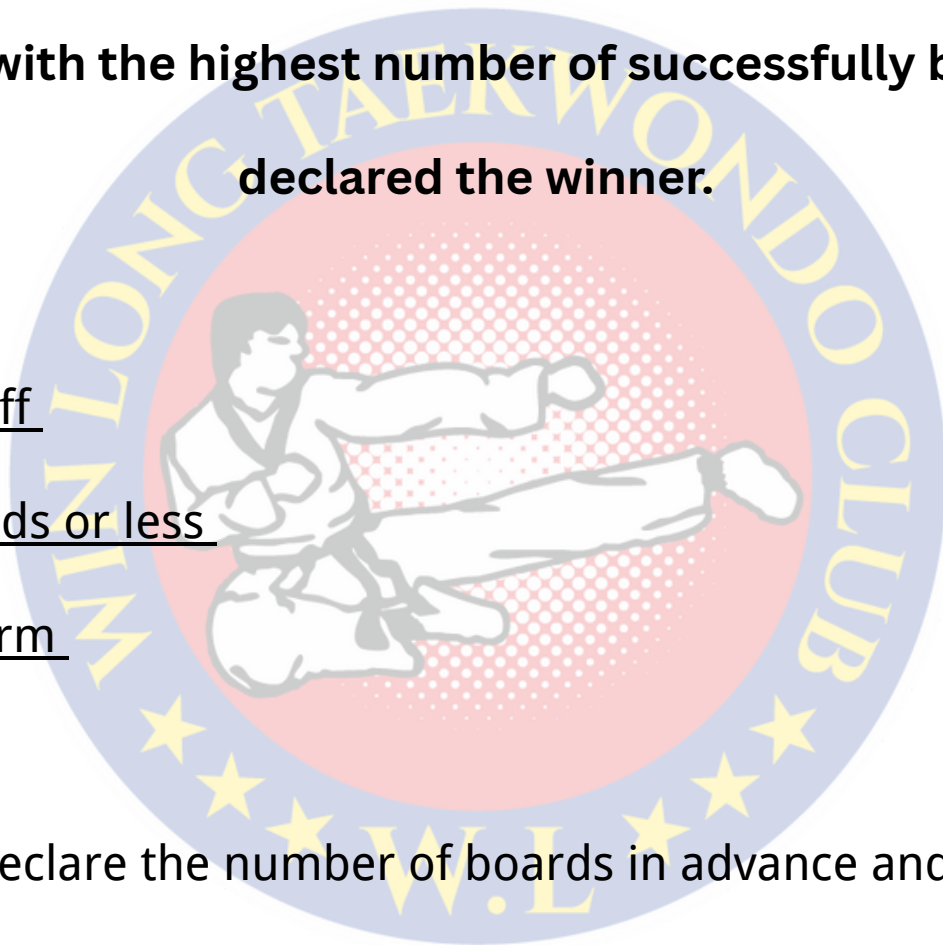 with the highest number of successfully b
declared the winner.
ff
ds or less
rm
eclare the number of boards in advance and
WIN LONG TAEKWONDO CLUB
W.L